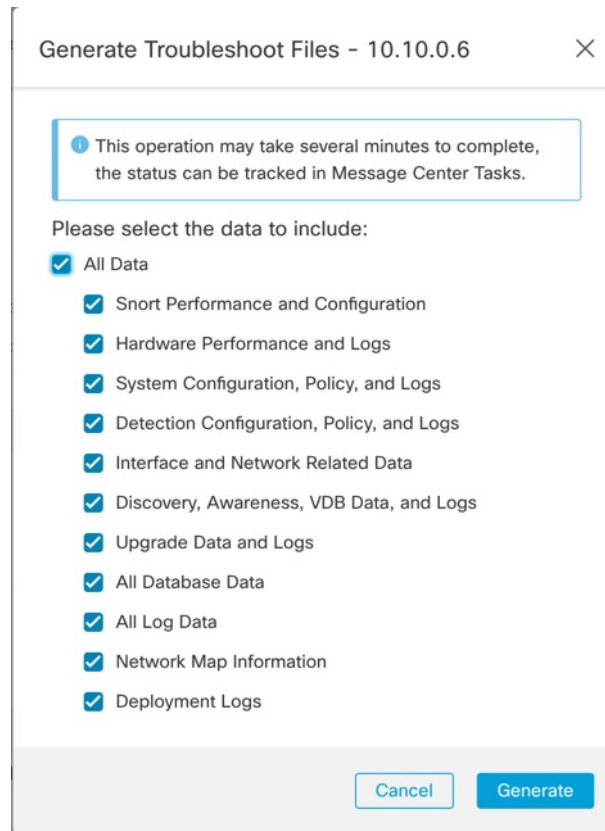 Generate Troubleshoot Files - 10.10.0.6
This operation may take several minutes to complete,
the status can be tracked in Message Center Tasks.
Please select the data to include:
All Data
Snort Performance and Configuration
Hardware Performance and Logs
System Configuration, Policy, and Logs
Detection Configuration, Policy, and Logs
Interface and Network Related Data
Discovery, Awareness, VDB Data, and Logs
Upgrade Data and Logs
All Database Data
All Log Data
Network Map Information
Deployment Logs
Cancel Generate